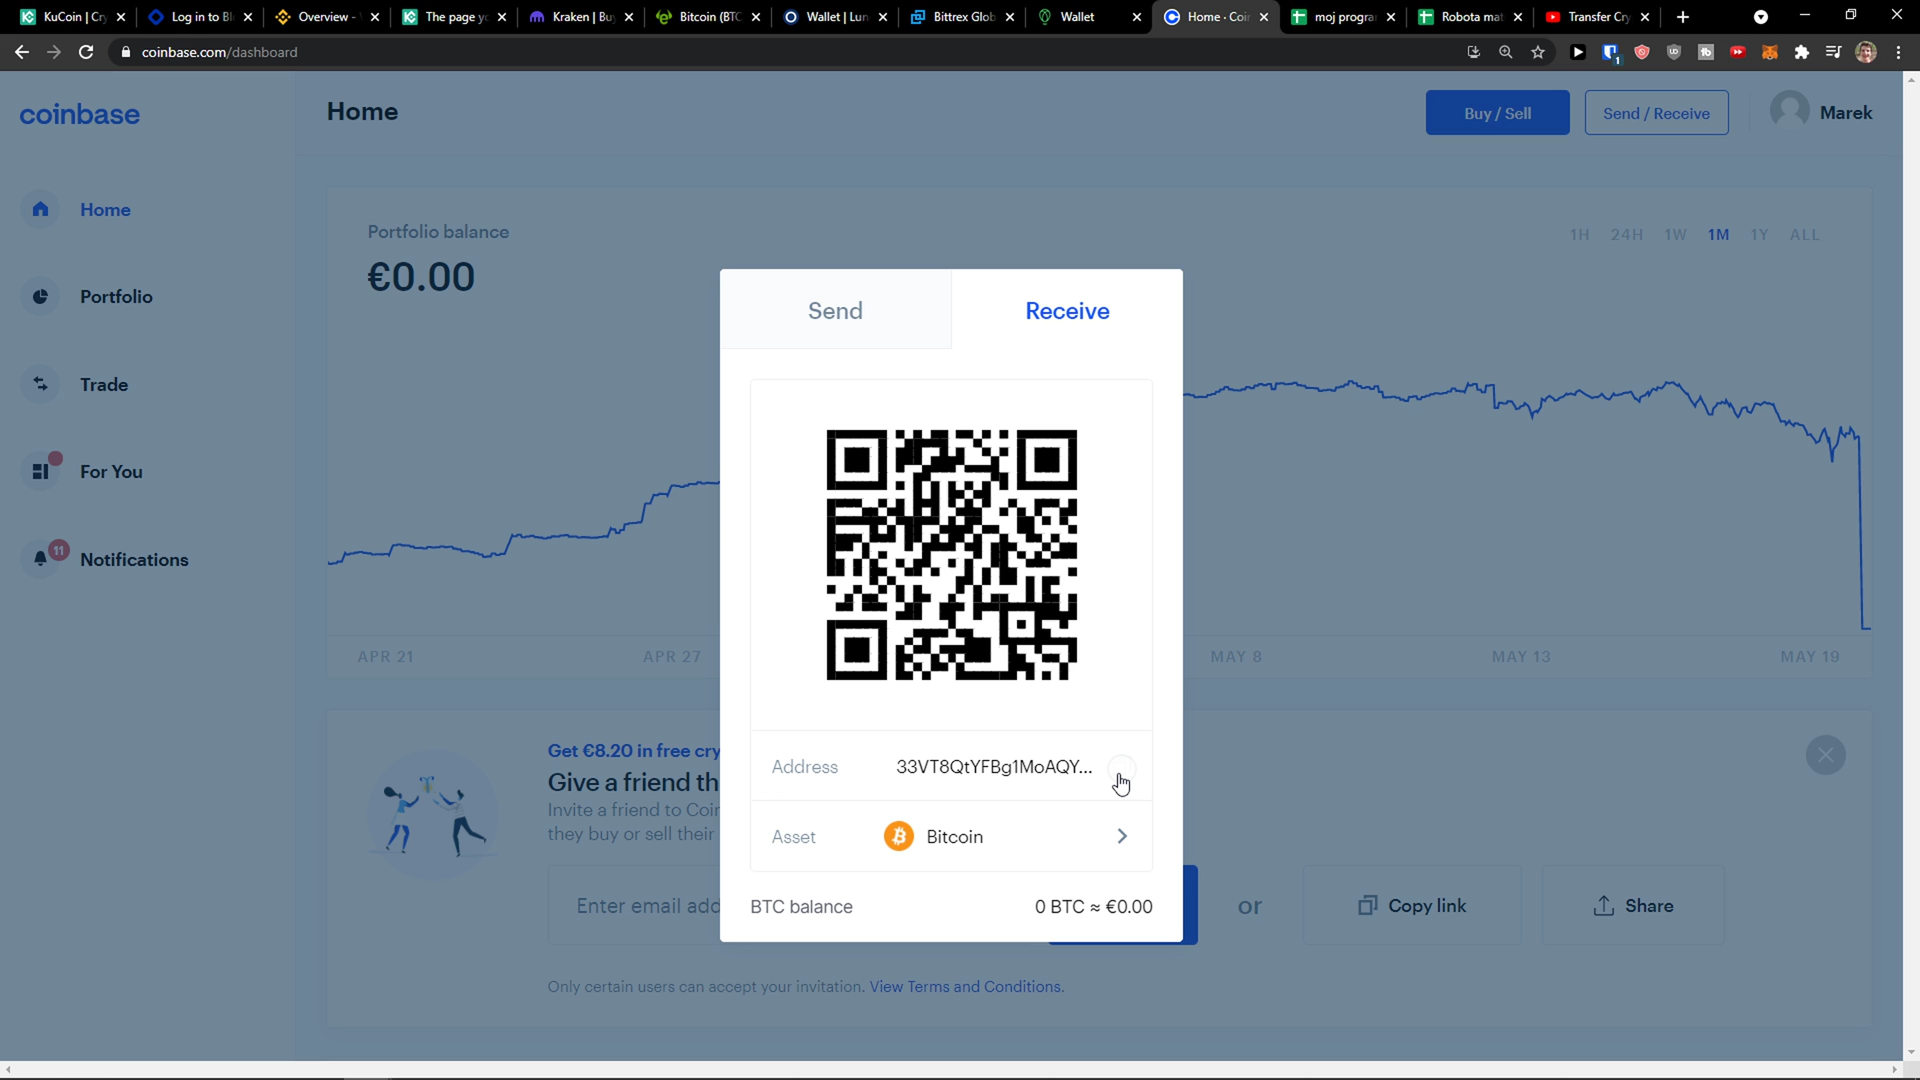 KuCoin | Cry
Log in to Bl
Overview -
The page yo
Kraken | Buy
Bitcoin (BTC
Wallet | Lun
Bittrex Glob
Wallet
Home · Coin
moj progra
Robota mat
Transfer Cry
coinbase.com/dashboard
1
coinbase
Home
Buy / Sell
Send / Receive
Marek
Home
Portfolio
Trade
For You
11
Notifications
Portfolio balance
€0.00
1H 24H 1W 1M 1Y ALL
APR 21
APR 27
MAY 8
MAY 13
MAY 19
Send
Receive
Address 33VT8QtYFBg1MoAQY...
Asset Bitcoin
BTC balance 0 BTC ≈ €0.00
Get €8.20 in free cry
Give a friend th
Invite a friend to Coin
they buy or sell their
Enter email add
or
Copy link
Share
Only certain users can accept your invitation. View Terms and Conditions.